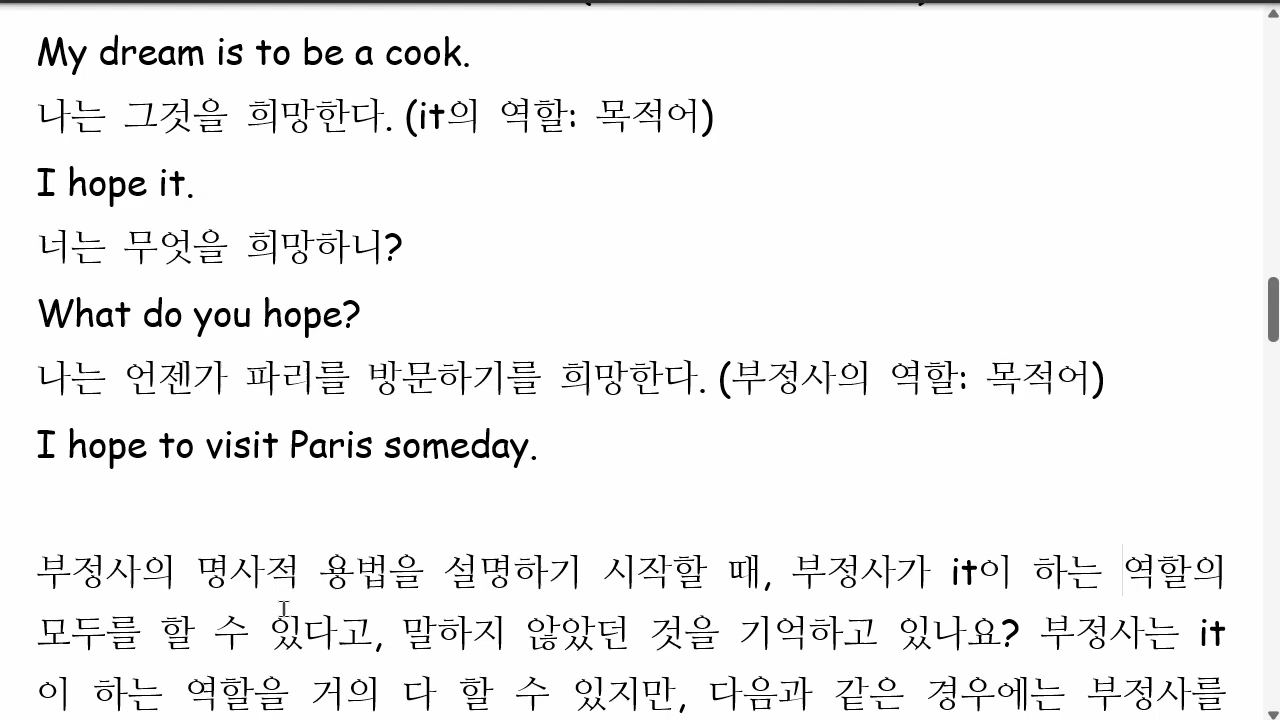 My dream is to be a cook.
나는 그것을 희망한다. (it의 역할: 목적어)
I hope it.
너는 무엇을 희망하니?
What do you hope?
나는 언젠가 파리를 방문하기를 희망한다. (부정사의 역할: 목적어)
I hope to visit Paris someday.
부정사의 명사적 용법을 설명하기 시작할 때, 부정사가 it이 하는 역할의
모두를 할 수 있다고, 말하지 않았던 것을 기억하고 있나요? 부정사는 it
이 하는 역할을 거의 다 할 수 있지만, 다음과 같은 경우에는 부정사를